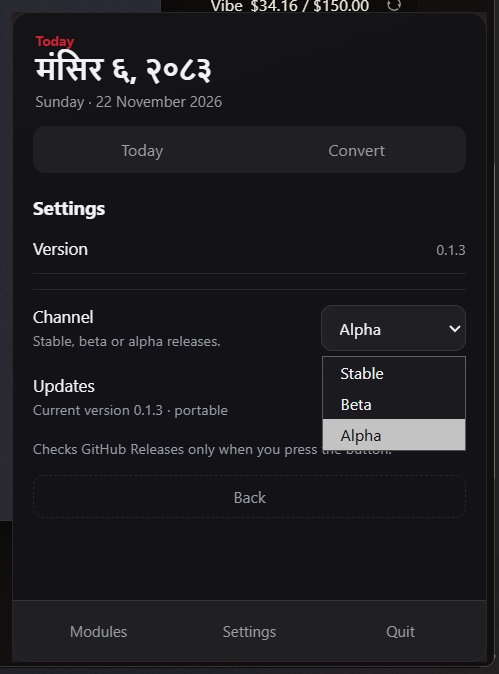 Vibe $34.16 / $150.00
Today
मंसिर ६, २०८३
Sunday · 22 November 2026
Today Convert
Settings
Version 0.1.3
Channel Alpha
Stable, beta or alpha releases.
Stable
Updates
Beta
Current version 0.1.3 · portable
Alpha
Checks GitHub Releases only when you press the button.
Back
Modules Settings Quit